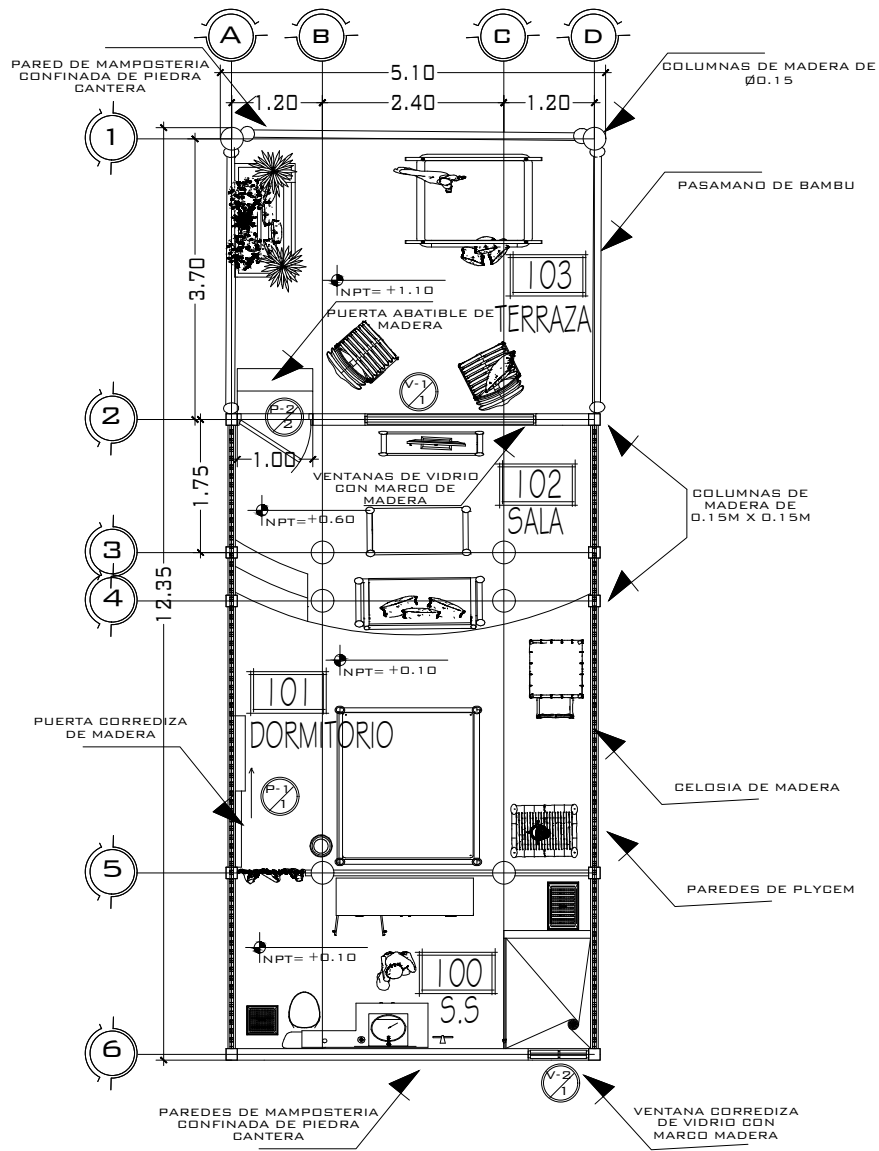 A B C D
PARED DE MAMPOSTERIA
CONFINADA DE PIEDRA
CANTERA
5.10
COLUMNAS DE MADERA DE
Ø0.15
1.20 2.40 1.20
1
PASAMANO DE BAMBU
3.70
103
TERRAZA
NPT= +1.10
PUERTA ABATIBLE DE
MADERA
V-1
1
2
P-2
2
1.00
1.75
VENTANAS DE VIDRIO
CON MARCO DE
MADERA
102
SALA
COLUMNAS DE
MADERA DE
0.15M X 0.15M
NPT= +0.60
3
4
12.35
NPT= +0.10
101
DORMITORIO
PUERTA CORREDIZA
DE MADERA
P-1
1
CELOSIA DE MADERA
5
PAREDES DE PLYCEM
NPT= +0.10
100
S.S
6
V-2
1
PAREDES DE MAMPOSTERIA
CONFINADA DE PIEDRA
CANTERA
VENTANA CORREDIZA
DE VIDRIO CON
MARCO MADERA